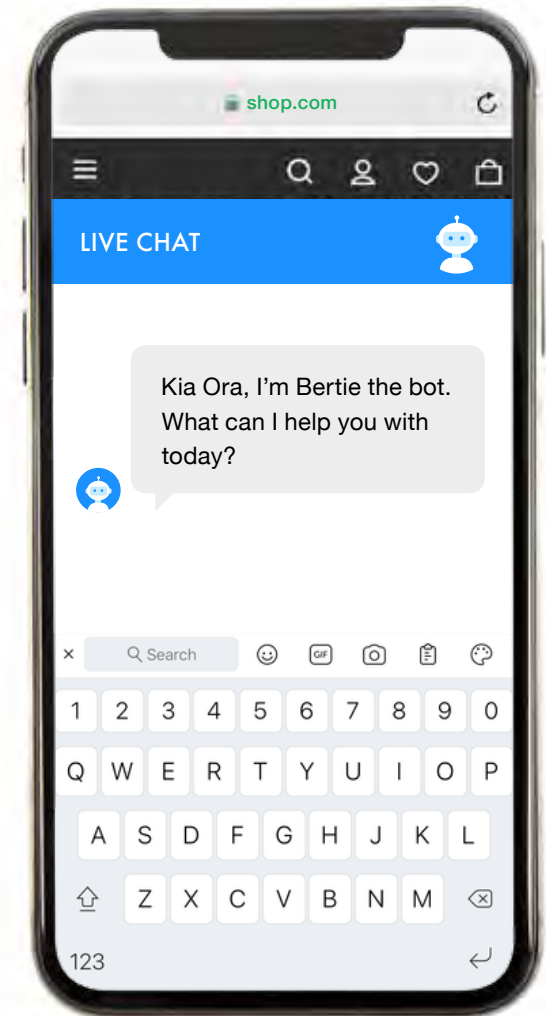 shop.com
LIVE CHAT
Kia Ora, I’m Bertie the bot.
What can I help you with
today?
× Search GIF
1 2 3 4 5 6 7 8 9 0
Q W E R T Y U I O P
A S D F G H J K L
Z X C V B N M
123